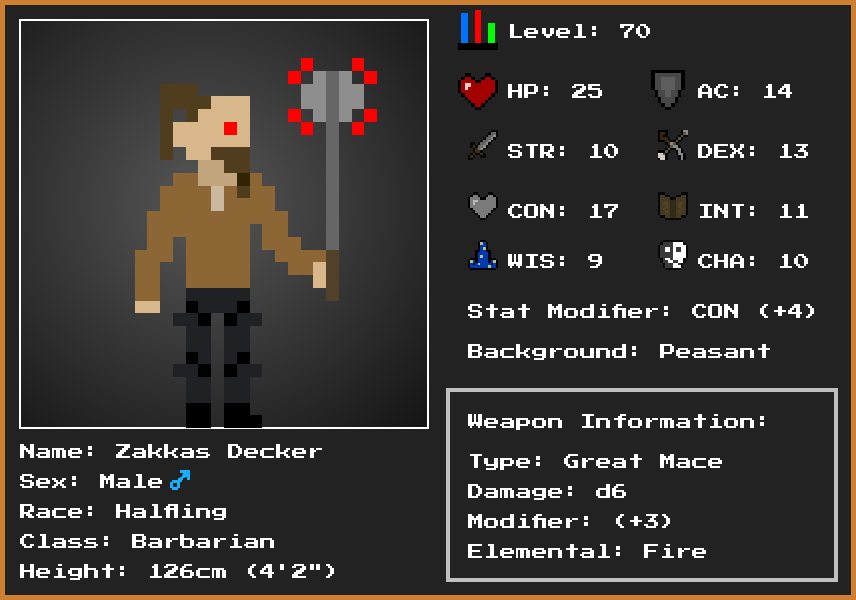 Level: 70
HP: 25
AC: 14
STR: 10
DEX: 13
CON: 17
INT: 11
WIS: 9
CHA: 10
Stat Modifier: CON (+4)
Background: Peasant
Weapon Information:
Type: Great Mace
Damage: d6
Modifier: (+3)
Elemental: Fire
Name: Zakkas Decker
Sex: Male ♂
Race: Halfling
Class: Barbarian
Height: 126cm (4'2")